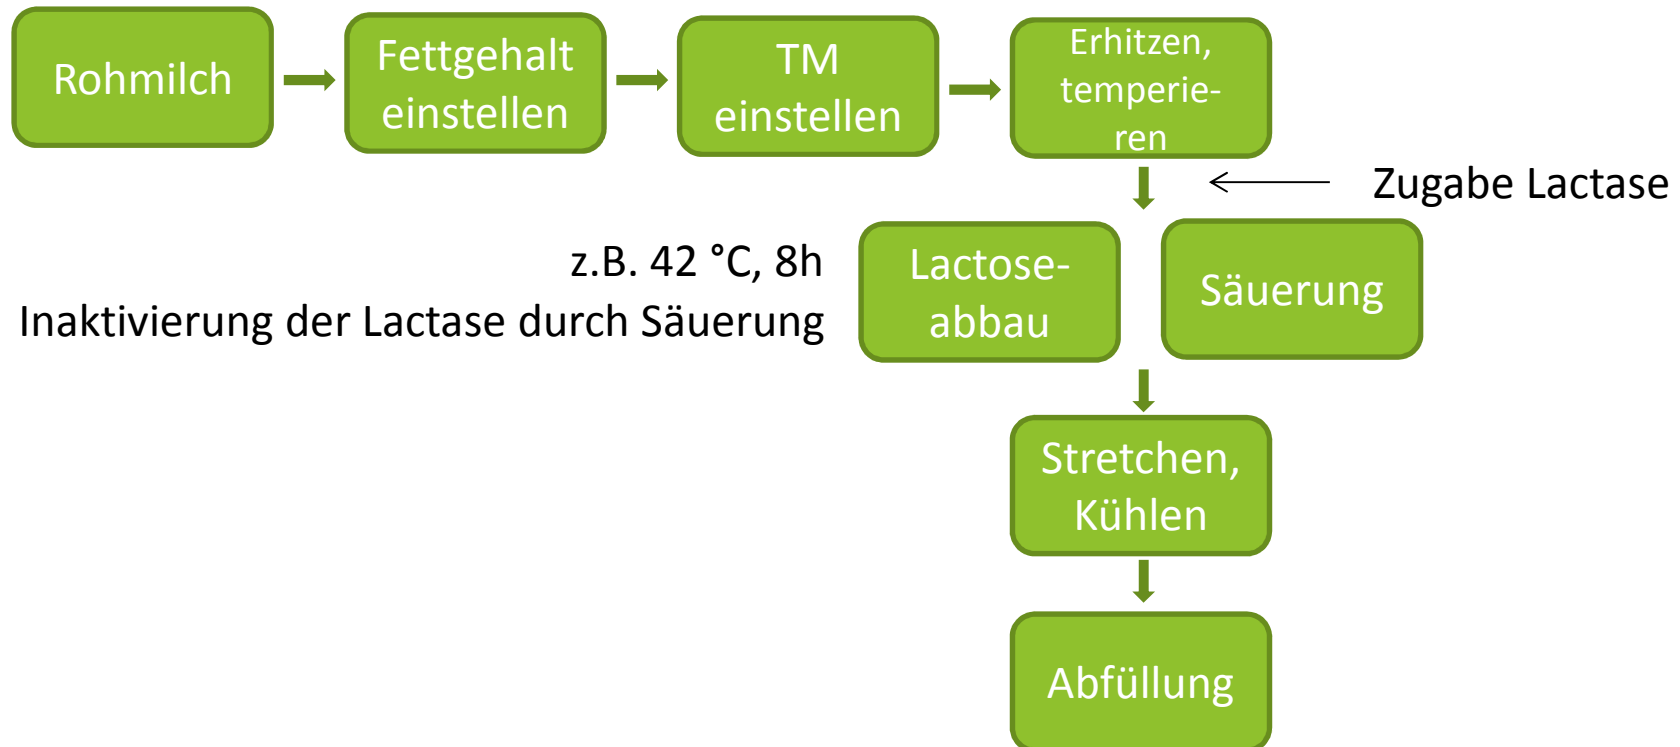 Rohmilch
Fettgehalt
einstellen
TM
einstellen
Erhitzen,
temperie-
ren
Zugabe Lactase
z.B. 42 °C, 8h
Inaktivierung der Lactase durch Säuerung
Lactose-
abbau
Säuerung
Stretchen,
Kühlen
Abfüllung